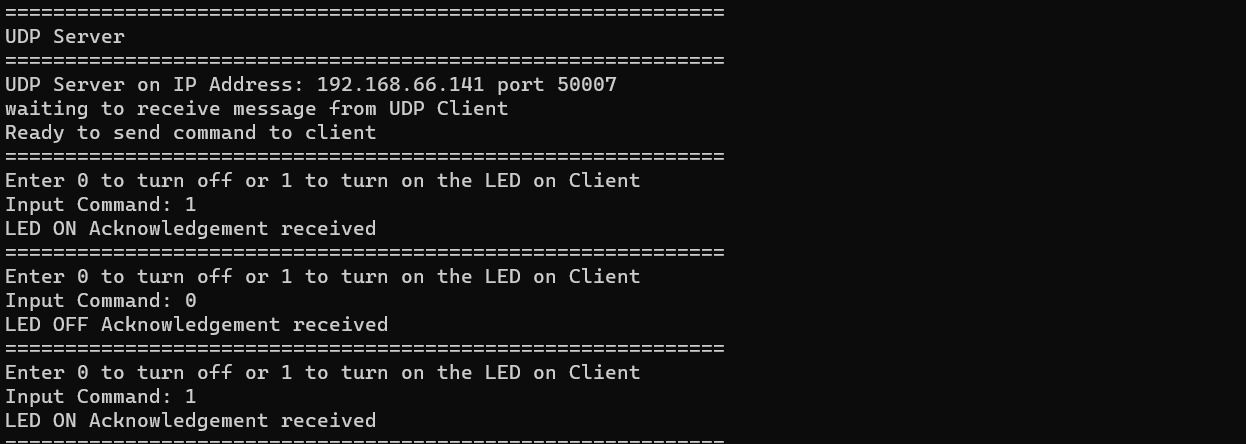 ============================================================
UDP Server
============================================================
UDP Server on IP Address: 192.168.66.141 port 50007
waiting to receive message from UDP Client
Ready to send command to client
============================================================
Enter 0 to turn off or 1 to turn on the LED on Client
Input Command: 1
LED ON Acknowledgement received
============================================================
Enter 0 to turn off or 1 to turn on the LED on Client
Input Command: 0
LED OFF Acknowledgement received
============================================================
Enter 0 to turn off or 1 to turn on the LED on Client
Input Command: 1
LED ON Acknowledgement received
============================================================